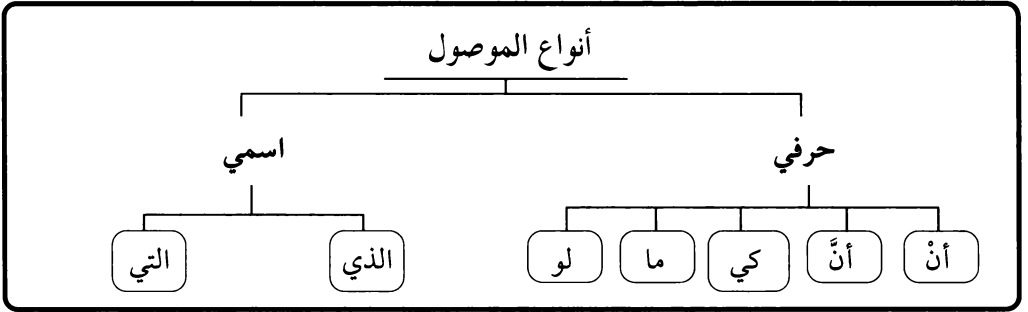 أنواع الموصول
حرفي اسمي
أنْ أنَّ كي ما لو الذي التي